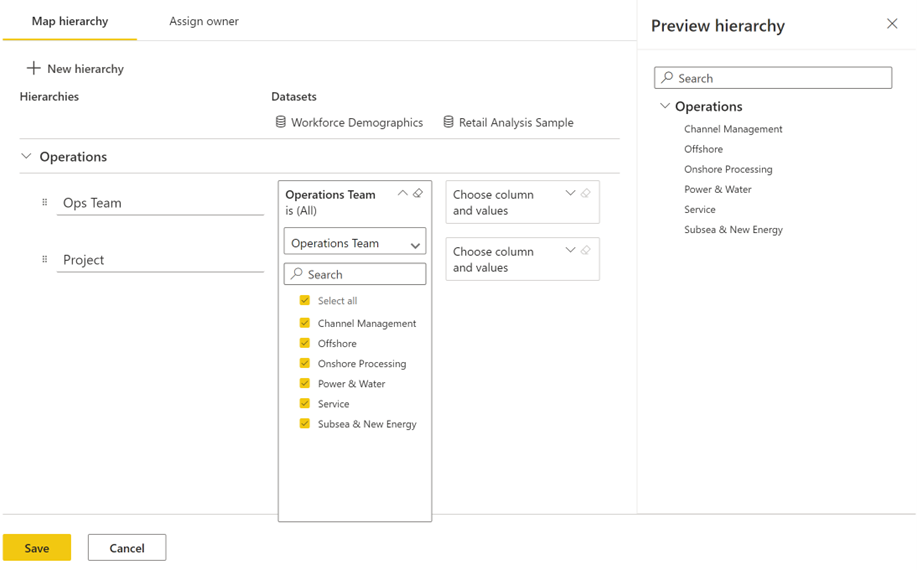 Map hierarchy
Assign owner
New hierarchy
Hierarchies
Datasets
Workforce Demographics
Retail Analysis Sample
Operations
Ops Team
Project
Operations Team
is (All)
Operations Team
Search
Select all
Channel Management
Offshore
Onshore Processing
Power & Water
Service
Subsea & New Energy
Choose column
and values
Choose column
and values
Save
Cancel
Preview hierarchy
Search
Operations
Channel Management
Offshore
Onshore Processing
Power & Water
Service
Subsea & New Energy